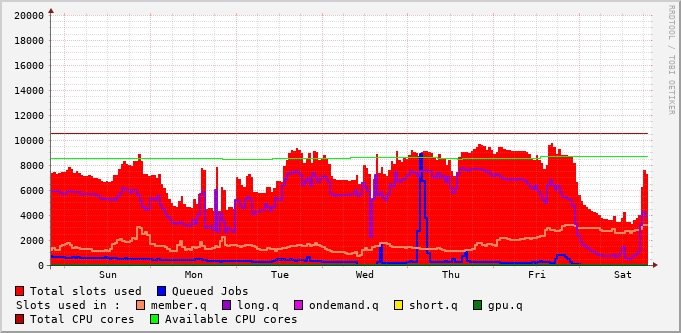 20000
18000
16000
14000
12000
10000
8000
6000
4000
2000
0
Sun Mon Tue Wed Thu Fri Sat
RRDTOOL / TOBI OETIKER
Total slots used Queued Jobs
Slots used in : member.q long.q ondemand.q short.q gpu.q
Total CPU cores Available CPU cores